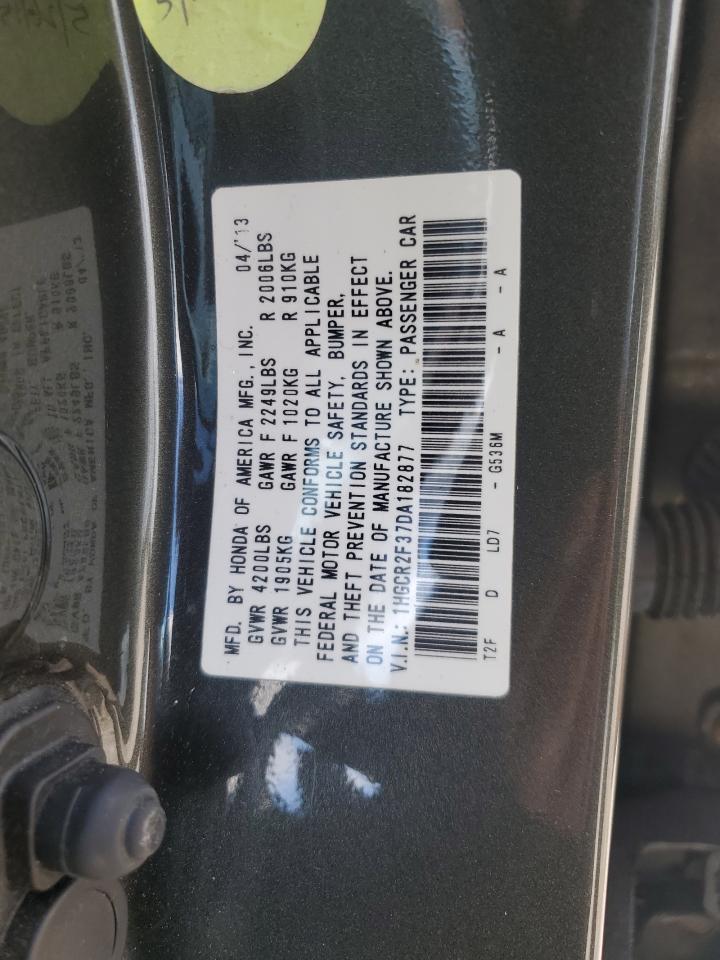 MFD. BY HONDA OF AMERICA MFG., INC. 04/'13
GVWR 4200LBS GAWR F 2249LBS R 2006LBS
GVWR 1905KG GAWR F 1020KG R 910KG
THIS VEHICLE CONFORMS TO ALL APPLICABLE
FEDERAL MOTOR VEHICLE SAFETY, BUMPER,
AND THEFT PREVENTION STANDARDS IN EFFECT
ON THE DATE OF MANUFACTURE SHOWN ABOVE.
V.I.N.: 1HGCR2F37DA182877 TYPE: PASSENGER CAR
T2F D LD7 - G536M - A - A